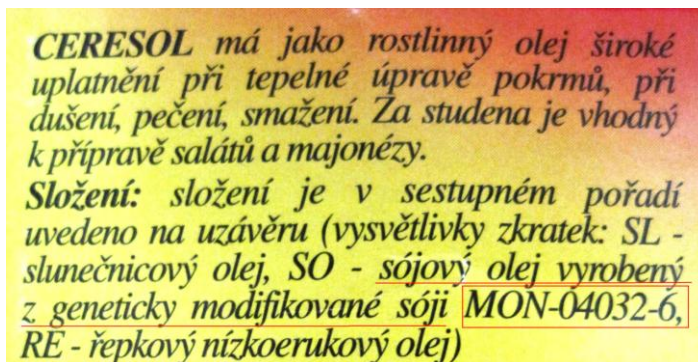 CERESOL má jako rostlinný olej široké
uplatnění při tepelné úpravě pokrmů, při
dušení, pečení, smažení. Za studena je vhodný
k přípravě salátů a majonézy.
Složení: složení je v sestupném pořadí
uvedeno na uzávěru (vysvětlivky zkratek: SL -
slunečnicový olej, SO - sójový olej vyrobený
z geneticky modifikované sóji MON-04032-6,
RE - řepkový nízkoerukový olej)